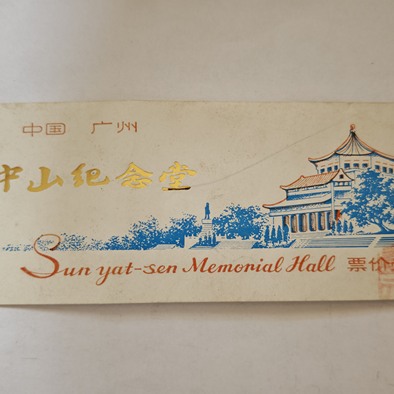 中国 广州
中山纪念堂
Sun yat-sen Memorial Hall 票价